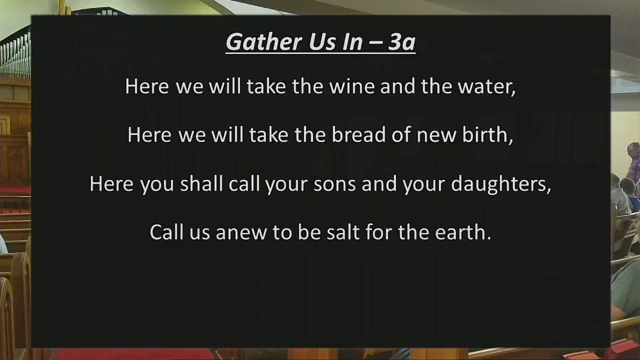 Gather Us In – 3a
Here we will take the wine and the water,
Here we will take the bread of new birth,
Here you shall call your sons and your daughters,
Call us anew to be salt for the earth.